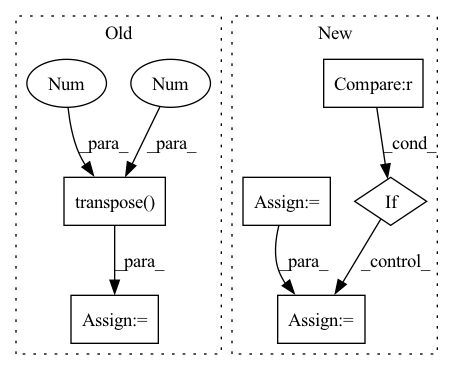 Old
New
Num
Num
Compare:r
_para_
_para_
_cond_
transpose()
Assign:=
If
_para_
_para_
_control_
Assign:=
Assign:=